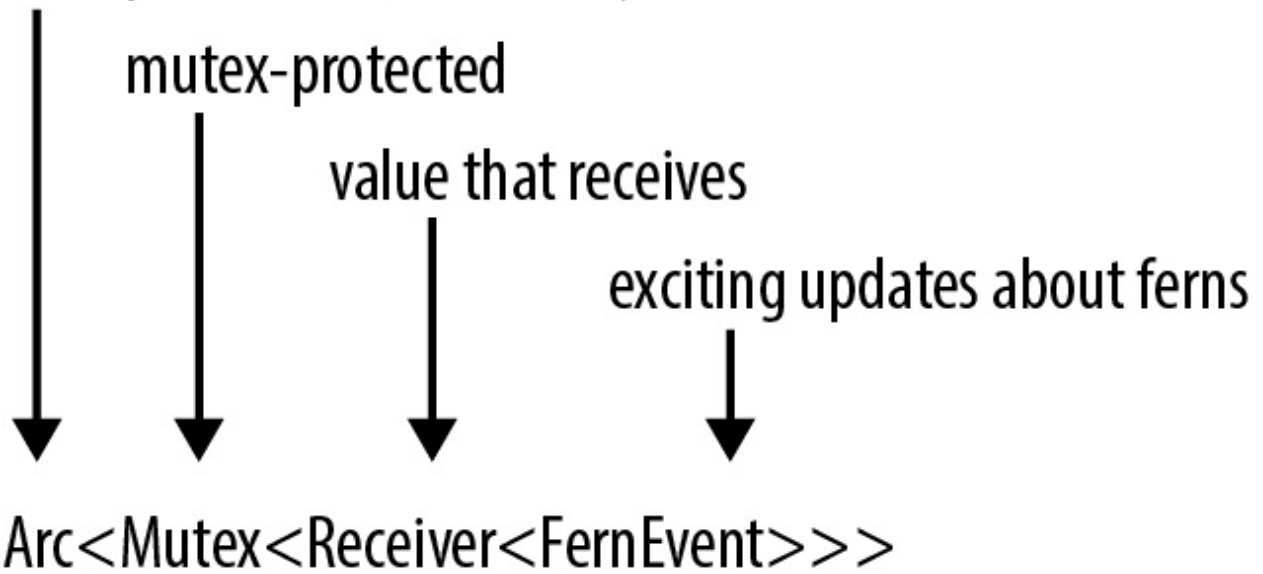 mutex-protected
value that receives
exciting updates about ferns
Arc<Mutex<Receiver<FernEvent>>>